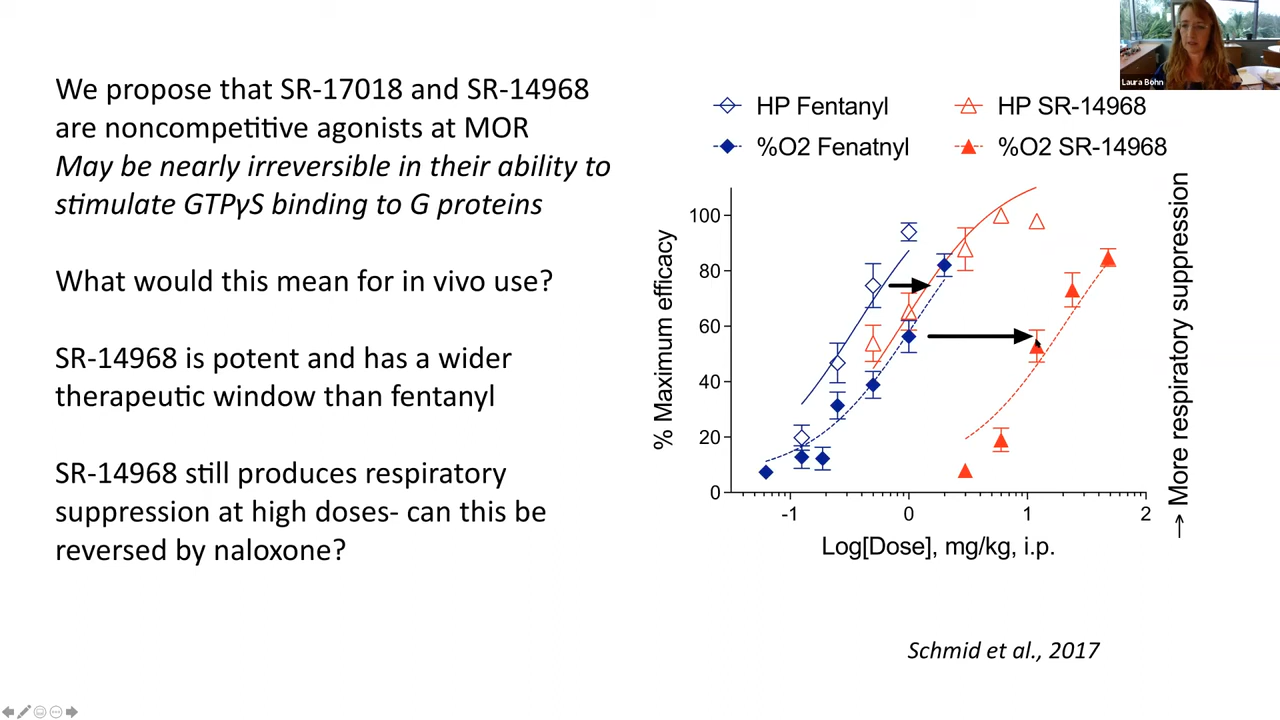 We propose that SR-17018 and SR-14968
are noncompetitive agonists at MOR
May be nearly irreversible in their ability to
stimulate GTPγS binding to G proteins
What would this mean for in vivo use?
SR-14968 is potent and has a wider
therapeutic window than fentanyl
SR-14968 still produces respiratory
suppression at high doses- can this be
reversed by naloxone?
Laura Bohn
HP Fentanyl
HP SR-14968
%O2 Fenatnyl
%O2 SR-14968
% Maximum efficacy
100
80
60
40
20
0
-1
0
1
2
Log[Dose], mg/kg, i.p.
→ More respiratory suppression
Schmid et al., 2017